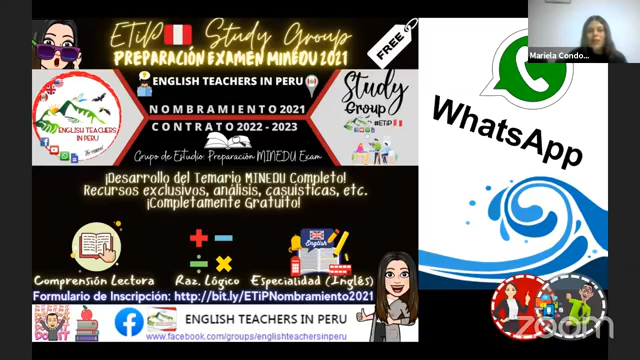 ETiP Study Group
PREPARACIÓN EXAMEN MINEDU 2021
FREE
ENGLISH TEACHERS IN PERU
NOMBRAMIENTO 2021
CONTRATO 2022 - 2023
Grupo de Estudio: Preparación MINEDU Exam
ENGLISH TEACHERS
IN PERU
Study
Group
#ETiP
¡Desarrollo del Temario MINEDU Completo!
Recursos exclusivos, análisis, casuísticas, etc.
¡Completamente Gratuito!
English
Comprensión Lectora
Raz. Lógico
Especialidad (Inglés)
Formulario de Inscripción: http://bit.ly/ETiPNombramiento2021
ENGLISH TEACHERS IN PERU
www.facebook.com/groups/englishteachersinperu
Mariela Condo...
WhatsApp
zoom